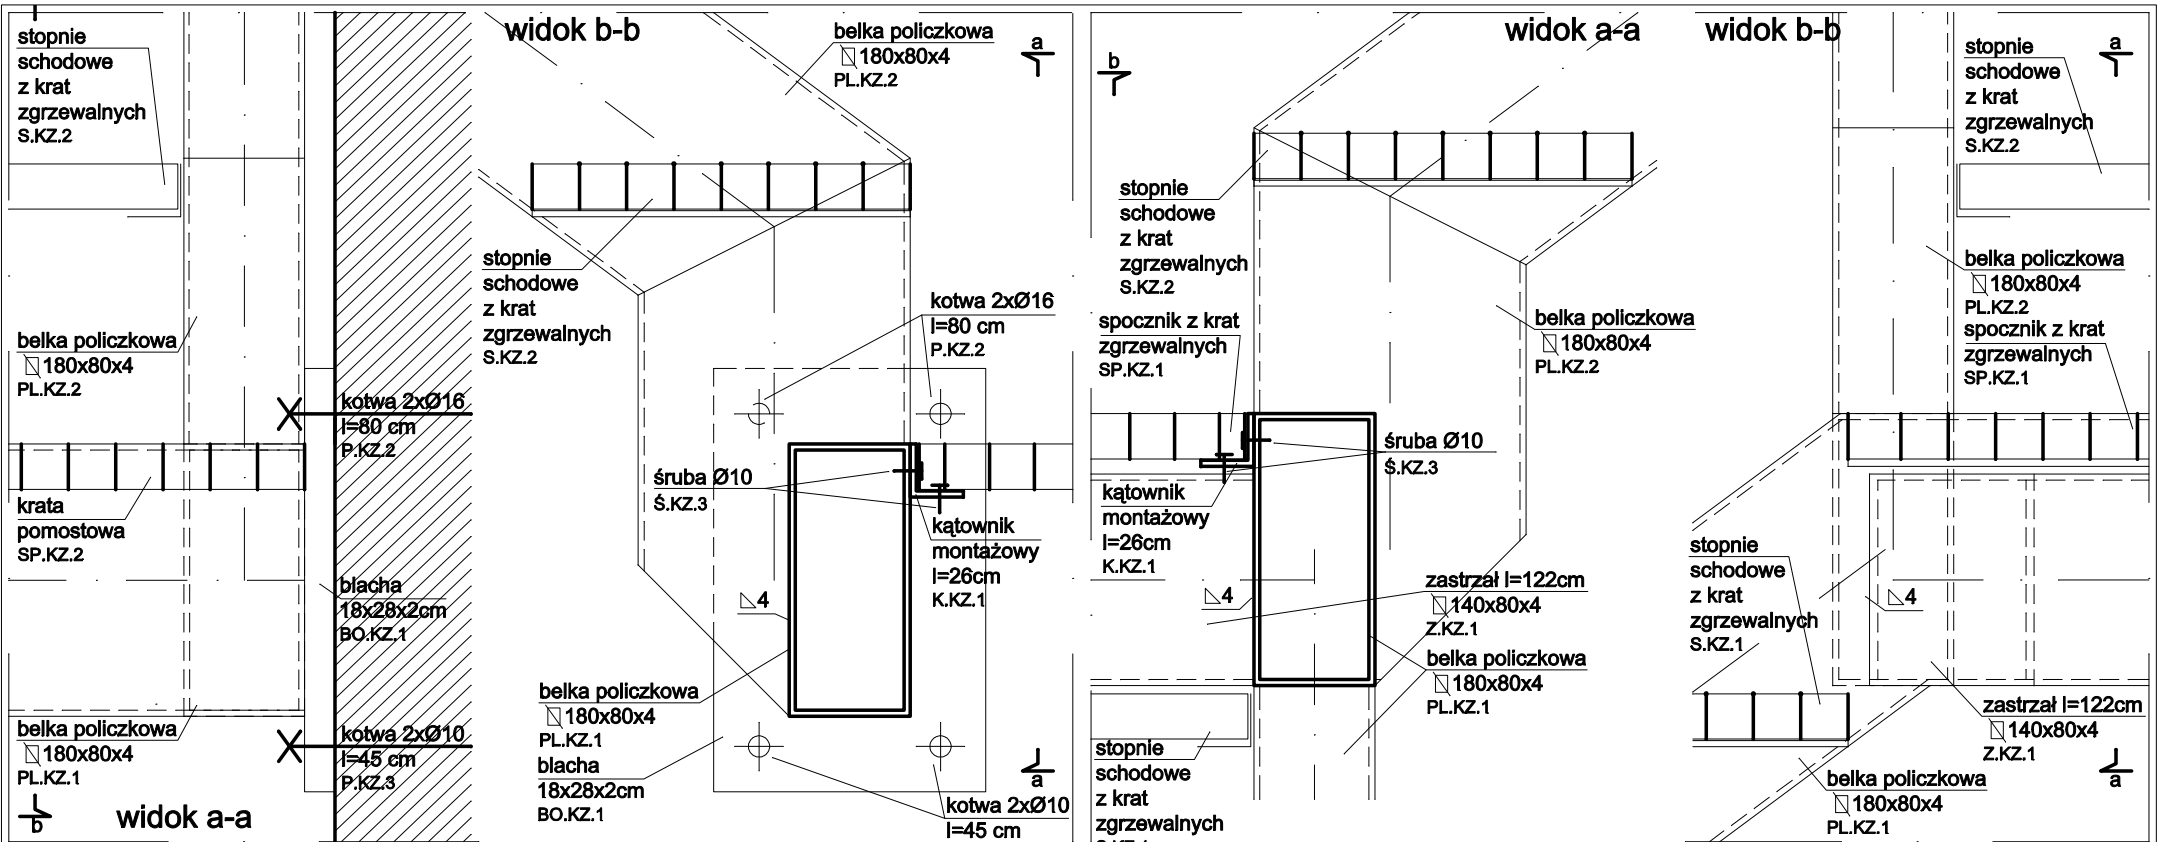 stopnie
schodowe
z krat
zgrzewalnych
S.KZ.2
belka policzkowa
180x80x4
PL.KZ.2
kotwa 2xØ16
l=80 cm
P.KZ.2
krata
pomostowa
SP.KZ.2
blacha
18x28x2cm
BO.KZ.1
belka policzkowa
180x80x4
PL.KZ.1
kotwa 2xØ10
l=45 cm
P.KZ.3
b
widok a-a
widok b-b
belka policzkowa
180x80x4
PL.KZ.2
a
stopnie
schodowe
z krat
zgrzewalnych
S.KZ.2
kotwa 2xØ16
l=80 cm
P.KZ.2
śruba Ø10
Ś.KZ.3
kątownik
montażowy
l=26cm
K.KZ.1
4
belka policzkowa
180x80x4
PL.KZ.1
blacha
18x28x2cm
BO.KZ.1
a
kotwa 2xØ10
l=45 cm
widok a-a
b
stopnie
schodowe
z krat
zgrzewalnych
S.KZ.2
spocznik z krat
zgrzewalnych
SP.KZ.1
belka policzkowa
180x80x4
PL.KZ.2
śruba Ø10
Ś.KZ.3
kątownik
montażowy
l=26cm
K.KZ.1
4
zastrzał l=122cm
140x80x4
Z.KZ.1
belka policzkowa
180x80x4
PL.KZ.1
stopnie
schodowe
z krat
zgrzewalnych
widok b-b
stopnie
schodowe
z krat
zgrzewalnych
S.KZ.2
a
belka policzkowa
180x80x4
PL.KZ.2
spocznik z krat
zgrzewalnych
SP.KZ.1
stopnie
schodowe
z krat
zgrzewalnych
S.KZ.1
4
zastrzał l=122cm
140x80x4
Z.KZ.1
belka policzkowa
180x80x4
PL.KZ.1
a